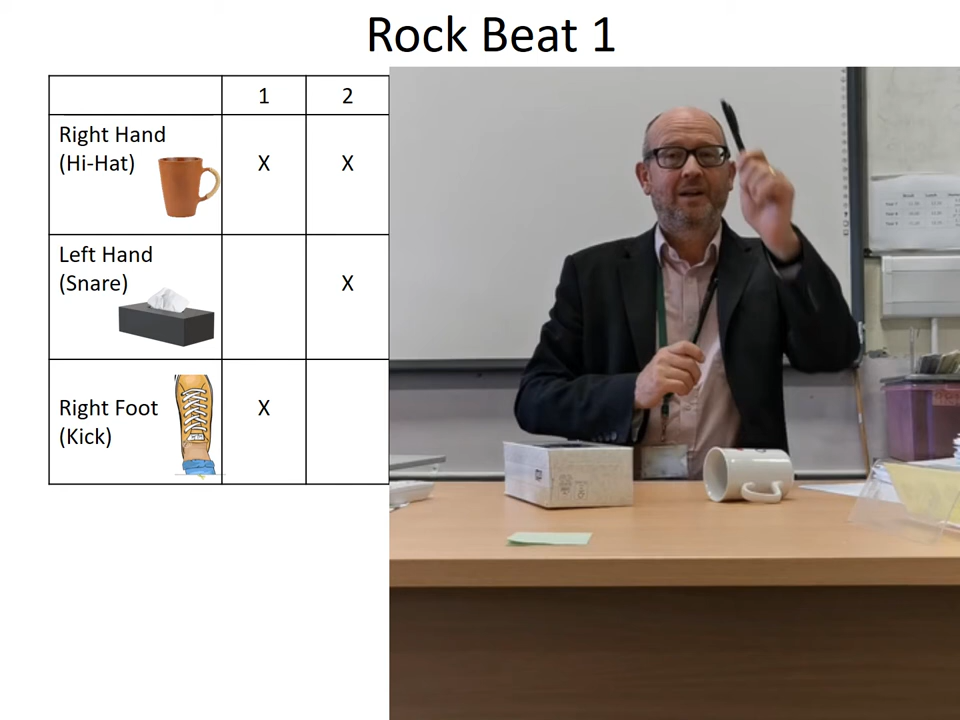 Rock Beat 1
1 2
Right Hand
(Hi-Hat)
X X
Left Hand
(Snare)
X
Right Foot
(Kick)
X